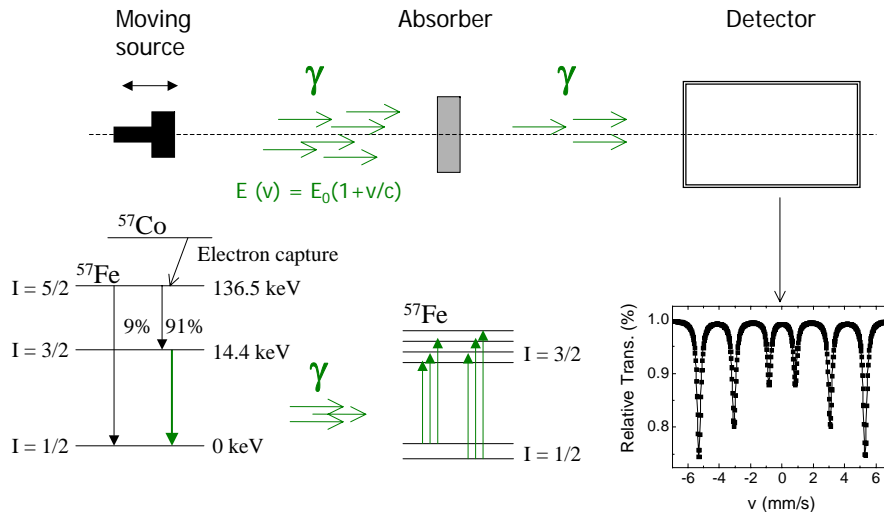 Moving
source
Absorber
Detector
γ
γ
E (v) = E₀(1+v/c)
⁵⁷Co
Electron capture
⁵⁷Fe
I = 5/2
136.5 keV
9%
91%
I = 3/2
14.4 keV
I = 1/2
0 keV
γ
⁵⁷Fe
I = 3/2
I = 1/2
Relative Trans. (%)
1.0
0.9
0.8
-6 -4 -2 0 2 4 6
v (mm/s)